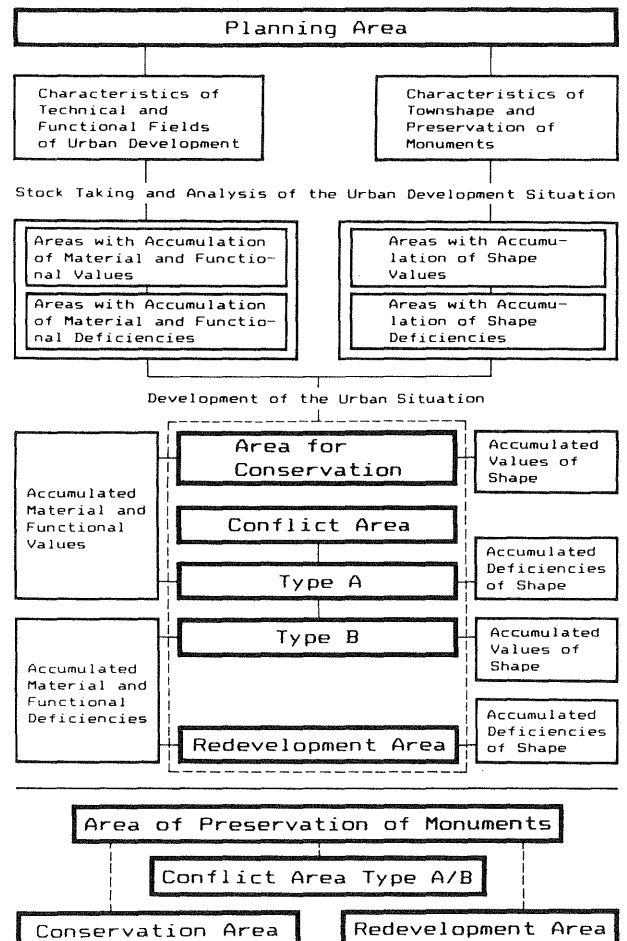 Planning Area
Characteristics of
Technical and
Functional Fields
of Urban Development
Characteristics of
Townshape and
Preservation of
Monuments
Stock Taking and Analysis of the Urban Development Situation
Areas with Accumulation
of Material and Functio-
nal Values
Areas with Accumulation
of Material and Functio-
nal Deficiencies
Areas with Accumu-
lation of Shape
Values
Areas with Accumu-
lation of Shape
Deficiencies
Development of the Urban Situation
Accumulated
Material and
Functional
Values
Area for
Conservation
Accumulated
Values of
Shape
Conflict Area
Type A
Accumulated
Deficiencies
of Shape
Type B
Accumulated
Values of
Shape
Accumulated
Material and
Functional
Deficiencies
Redevelopment Area
Accumulated
Deficiencies
of Shape
Area of Preservation of Monuments
Conflict Area Type A/B
Conservation Area
Redevelopment Area